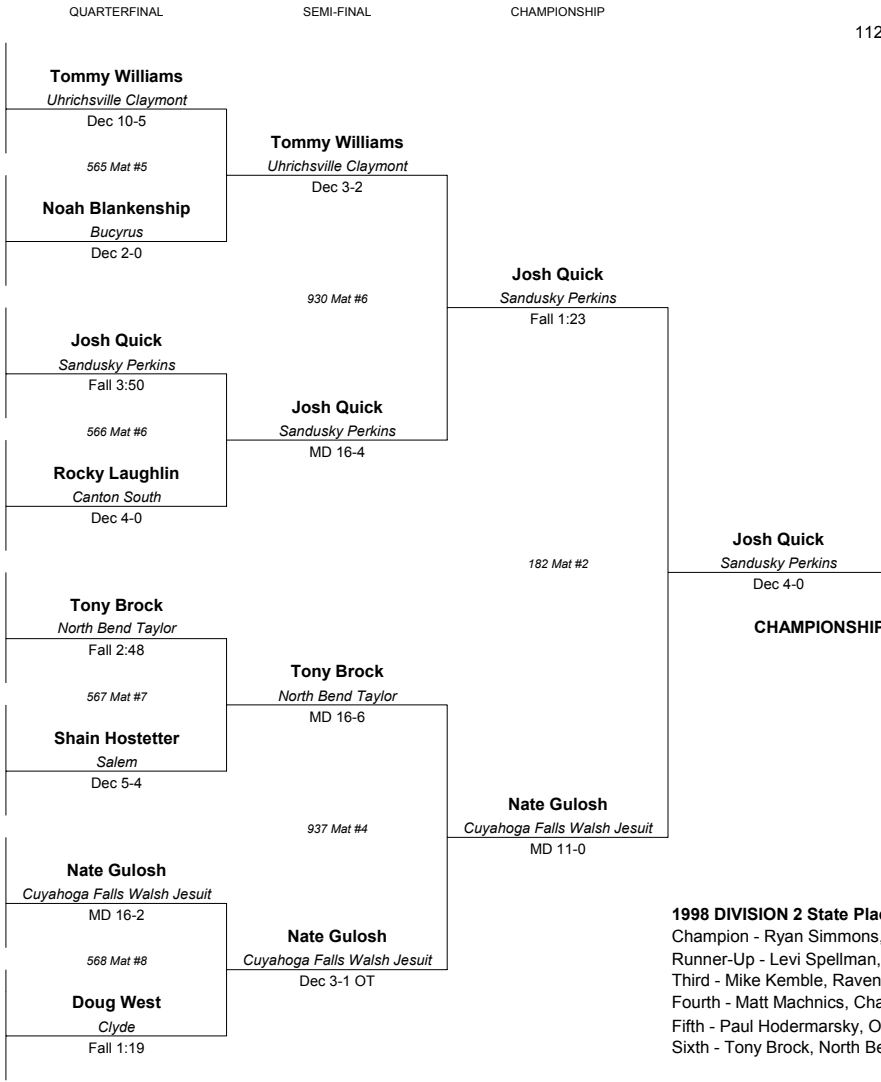 QUARTERFINAL SEMI-FINAL CHAMPIONSHIP
112
Tommy Williams
Uhrichsville Claymont
Dec 10-5
565 Mat #5
Noah Blankenship
Bucyrus
Dec 2-0
Tommy Williams
Uhrichsville Claymont
Dec 3-2
930 Mat #6
Josh Quick
Sandusky Perkins
Fall 3:50
566 Mat #6
Rocky Laughlin
Canton South
Dec 4-0
Josh Quick
Sandusky Perkins
MD 16-4
Josh Quick
Sandusky Perkins
Fall 1:23
182 Mat #2
Josh Quick
Sandusky Perkins
Dec 4-0
CHAMPIONSHIP
Tony Brock
North Bend Taylor
Fall 2:48
567 Mat #7
Shain Hostetter
Salem
Dec 5-4
Tony Brock
North Bend Taylor
MD 16-6
937 Mat #4
Nate Gulosh
Cuyahoga Falls Walsh Jesuit
MD 16-2
568 Mat #8
Doug West
Clyde
Fall 1:19
Nate Gulosh
Cuyahoga Falls Walsh Jesuit
Dec 3-1 OT
Nate Gulosh
Cuyahoga Falls Walsh Jesuit
MD 11-0
1998 DIVISION 2 State Plac
Champion - Ryan Simmons,
Runner-Up - Levi Spellman,
Third - Mike Kemble, Raven
Fourth - Matt Machnics, Cha
Fifth - Paul Hodermarsky, O
Sixth - Tony Brock, North Be